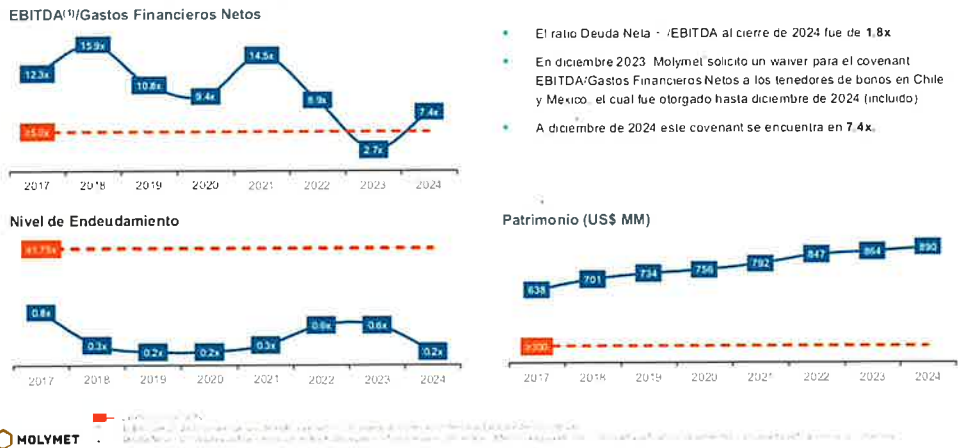 EBITDA⁽¹⁾/Gastos Financieros Netos
15.9x
14.5x
12.3x
10.8x
9.4x
8.9x
7.4x
≥5.0x
2.7x
2017 2018 2019 2020 2021 2022 2023 2024
• El ratio Deuda Neta /EBITDA al cierre de 2024 fue de 1,8x
• En diciembre 2023 Molymet solicito un waiver para el covenant
EBITDA/Gastos Financieros Netos a los tenedores de bonos en Chile
y Mexico, el cual fue otorgado hasta diciembre de 2024 (incluido)
• A diciembre de 2024 este covenant se encuentra en 7,4x.
Nivel de Endeudamiento
≤1.75x
0.8x
0.3x
0.2x
0.2x
0.3x
0.6x
0.6x
0.2x
2017 2018 2019 2020 2021 2022 2023 2024
Patrimonio (US$ MM)
638
701
734
756
792
847
864
890
≥300
2017 2018 2019 2020 2021 2022 2023 2024
MOLYMET